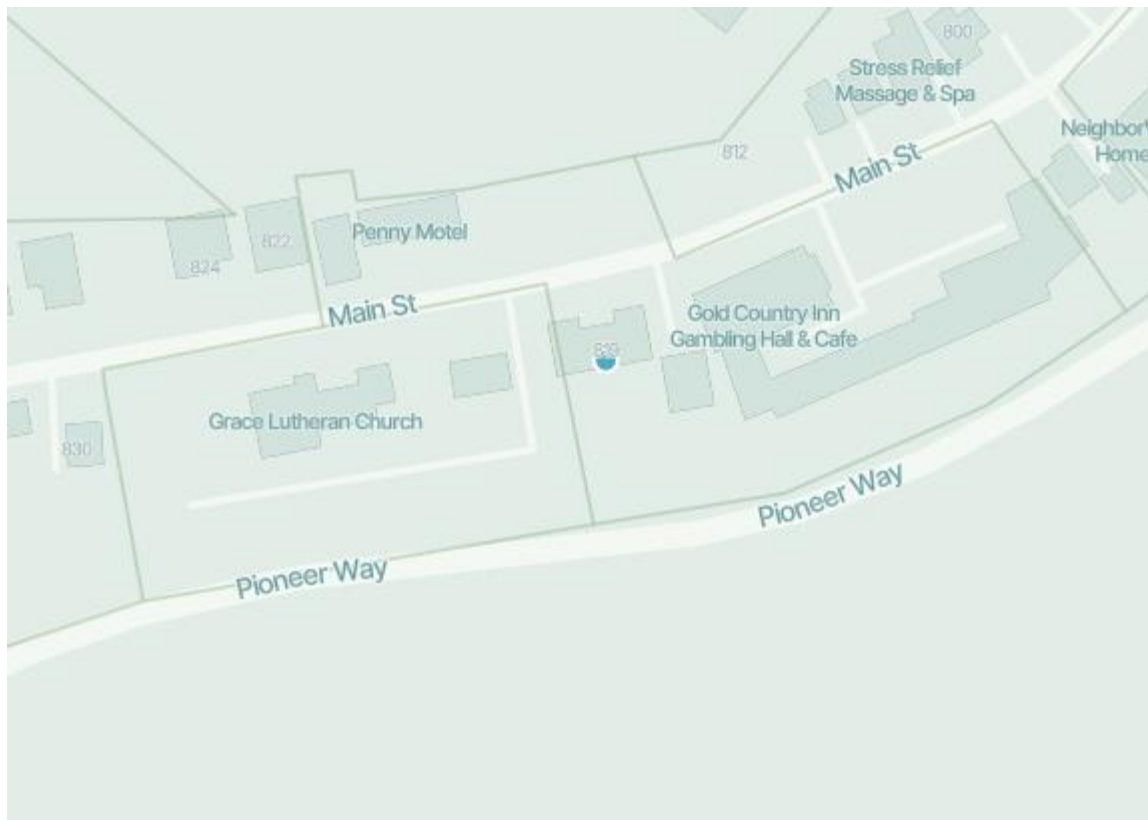 800
Stress Relief
Massage & Spa
Neighbor'
Home
812
Main St
Penny Motel
822
824
Main St
Gold Country Inn
Gambling Hall & Cafe
Grace Lutheran Church
830
Pioneer Way
Pioneer Way